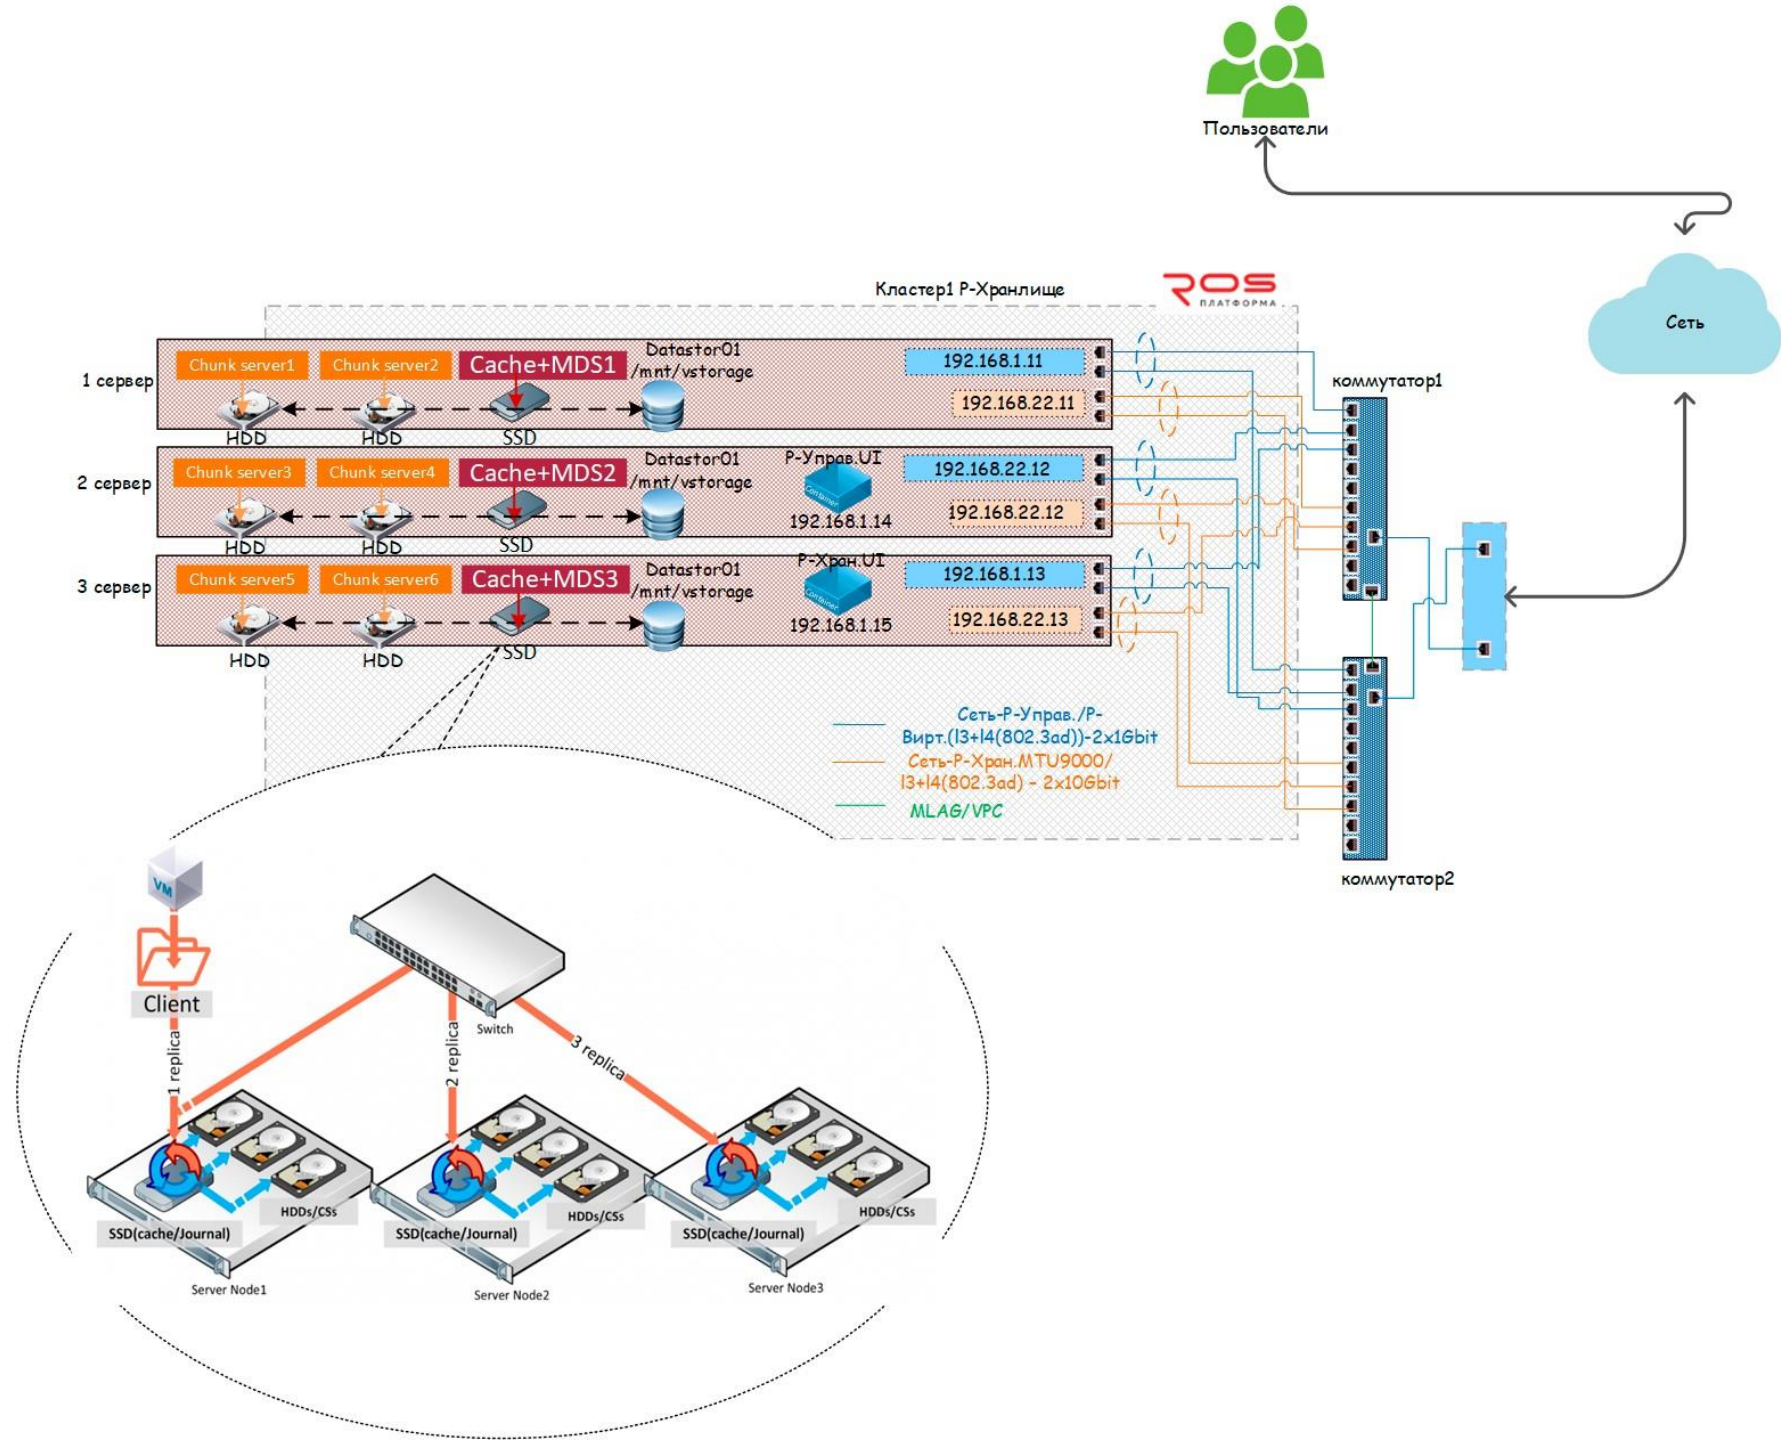 Пользователи
Сеть
Кластер1 Р-Хранлище
ROS
ПЛАТФОРМА
1 сервер
Chunk server1
Chunk server2
Cache+MDS1
Datastor01
/mnt/vstorage
192.168.1.11
192.168.22.11
HDD
HDD
SSD
2 сервер
Chunk server3
Chunk server4
Cache+MDS2
Datastor01
/mnt/vstorage
Р-Управ.UI
Container
192.168.1.14
192.168.22.12
192.168.22.12
HDD
HDD
SSD
3 сервер
Chunk server5
Chunk server6
Cache+MDS3
Datastor01
/mnt/vstorage
Р-Хран.UI
Container
192.168.1.15
192.168.1.13
192.168.22.13
HDD
HDD
SSD
коммутатор1
коммутатор2
Сеть-Р-Управ./Р-
Вирт.(l3+l4(802.3ad))-2x1Gbit
Сеть-Р-Хран.MTU9000/
l3+l4(802.3ad) - 2x10Gbit
MLAG/VPC
VM
Client
Switch
1 replica
2 replica
3 replica
HDDs/CSs
SSD(cache/Journal)
Server Node1
HDDs/CSs
SSD(cache/Journal)
Server Node2
HDDs/CSs
SSD(cache/Journal)
Server Node3